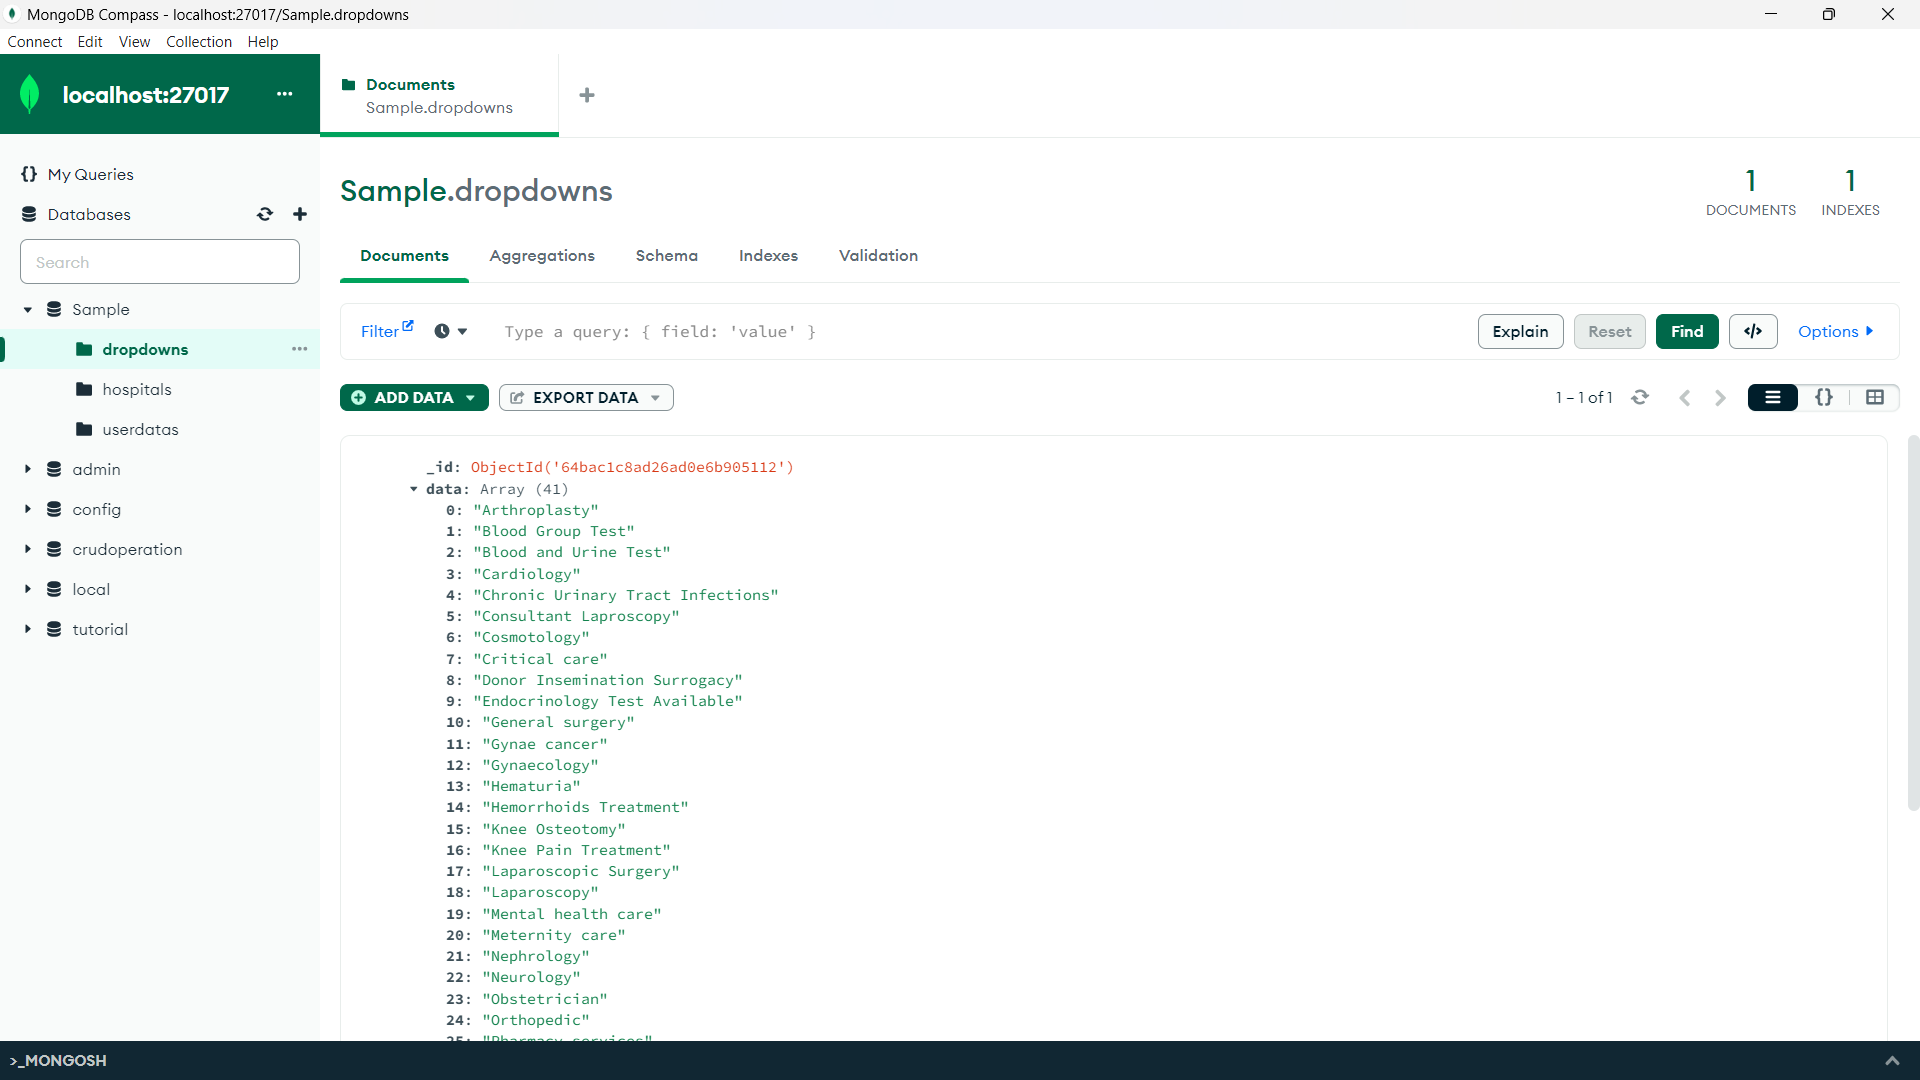 MongoDB Compass - localhost:27017/Sample.dropdowns
Connect Edit View Collection Help
localhost:27017 ...
Documents
Sample.dropdowns
My Queries
Databases
Search
Sample
dropdowns
hospitals
userdatas
admin
config
crudoperation
local
tutorial
Sample.dropdowns
1 DOCUMENTS
1 INDEXES
Documents Aggregations Schema Indexes Validation
Filter Type a query: { field: 'value' } Explain Reset Find </> Options
ADD DATA EXPORT DATA 1 – 1 of 1 {}
_id: ObjectId('64bac1c8ad26ad0e6b905112')
data: Array (41)
0: "Arthroplasty"
1: "Blood Group Test"
2: "Blood and Urine Test"
3: "Cardiology"
4: "Chronic Urinary Tract Infections"
5: "Consultant Laproscopy"
6: "Cosmotology"
7: "Critical care"
8: "Donor Insemination Surrogacy"
9: "Endocrinology Test Available"
10: "General surgery"
11: "Gynae cancer"
12: "Gynaecology"
13: "Hematuria"
14: "Hemorrhoids Treatment"
15: "Knee Osteotomy"
16: "Knee Pain Treatment"
17: "Laparoscopic Surgery"
18: "Laparoscopy"
19: "Mental health care"
20: "Meternity care"
21: "Nephrology"
22: "Neurology"
23: "Obstetrician"
24: "Orthopedic"
25: "Pharmacy services"
>_MONGOSH